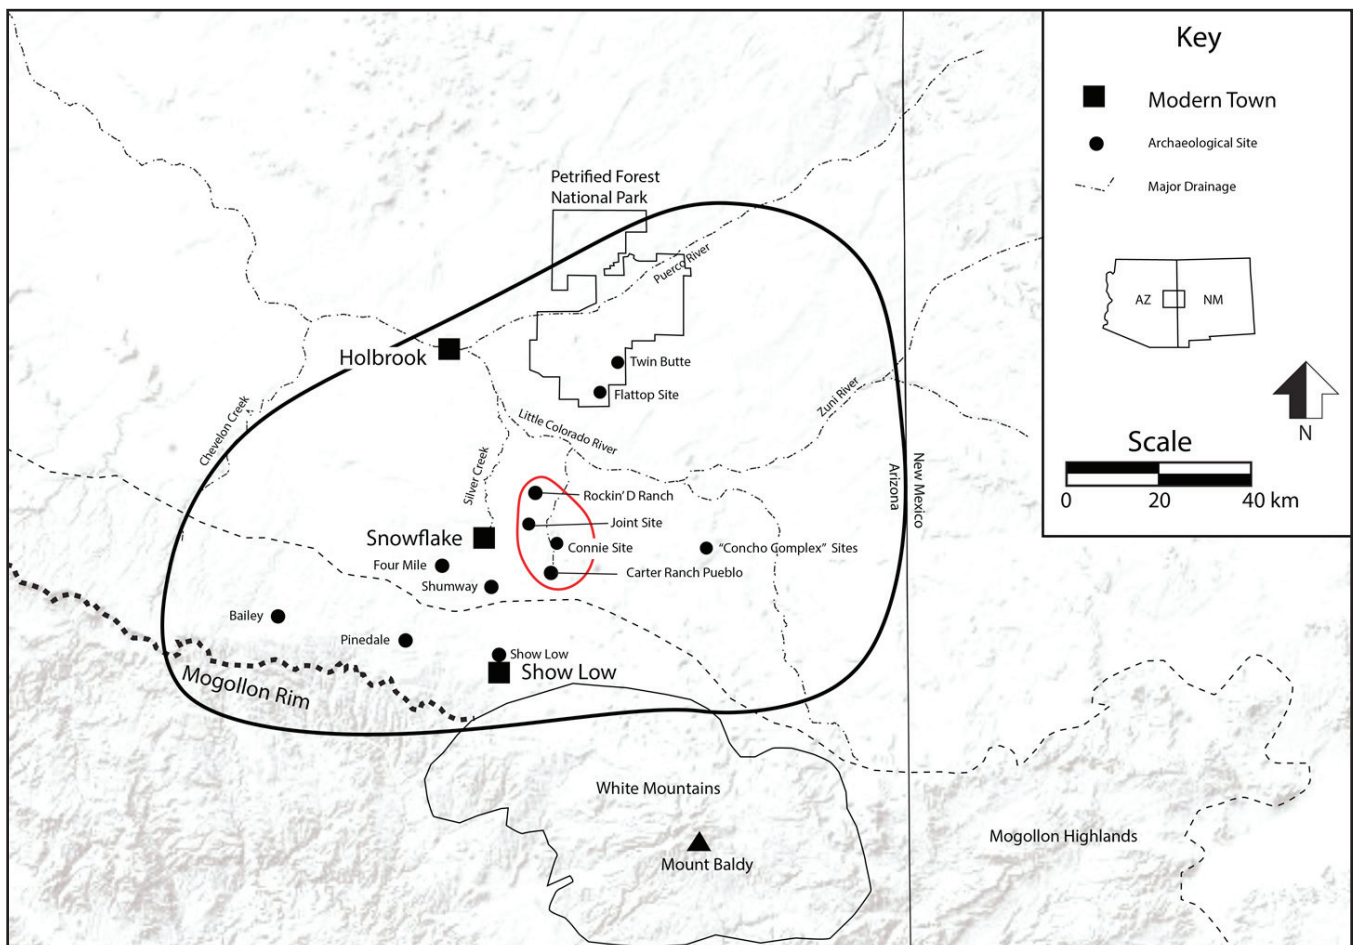 Key
Modern Town
Archaeological Site
Major Drainage
AZ
NM
N
Scale
0
20
40 km
Petrified Forest
National Park
Puerco River
Holbrook
Twin Butte
Flattop Site
Chevelon Creek
Little Colorado River
Zuni River
Silver Creek
Arizona
New Mexico
Rockin' D Ranch
Joint Site
Snowflake
Connie Site
"Concho Complex" Sites
Four Mile
Carter Ranch Pueblo
Shumway
Bailey
Pinedale
Show Low
Show Low
Mogollon Rim
White Mountains
Mount Baldy
Mogollon Highlands